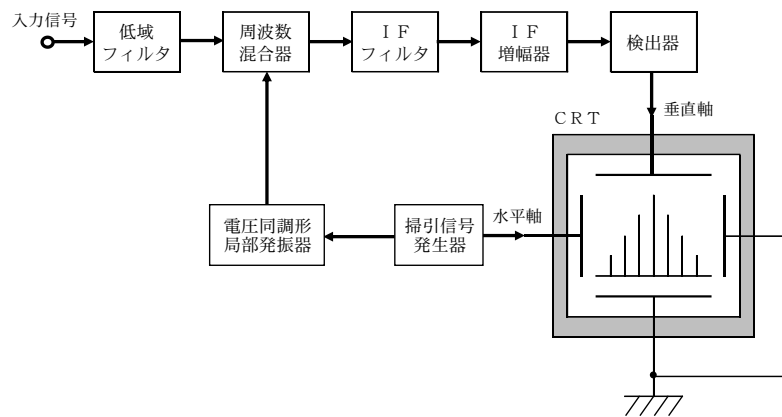 入力信号
低域
フィルタ
周波数
混合器
ＩＦ
フィルタ
ＩＦ
増幅器
検出器
垂直軸
ＣＲＴ
電圧同調形
局部発振器
掃引信号
発生器
水平軸